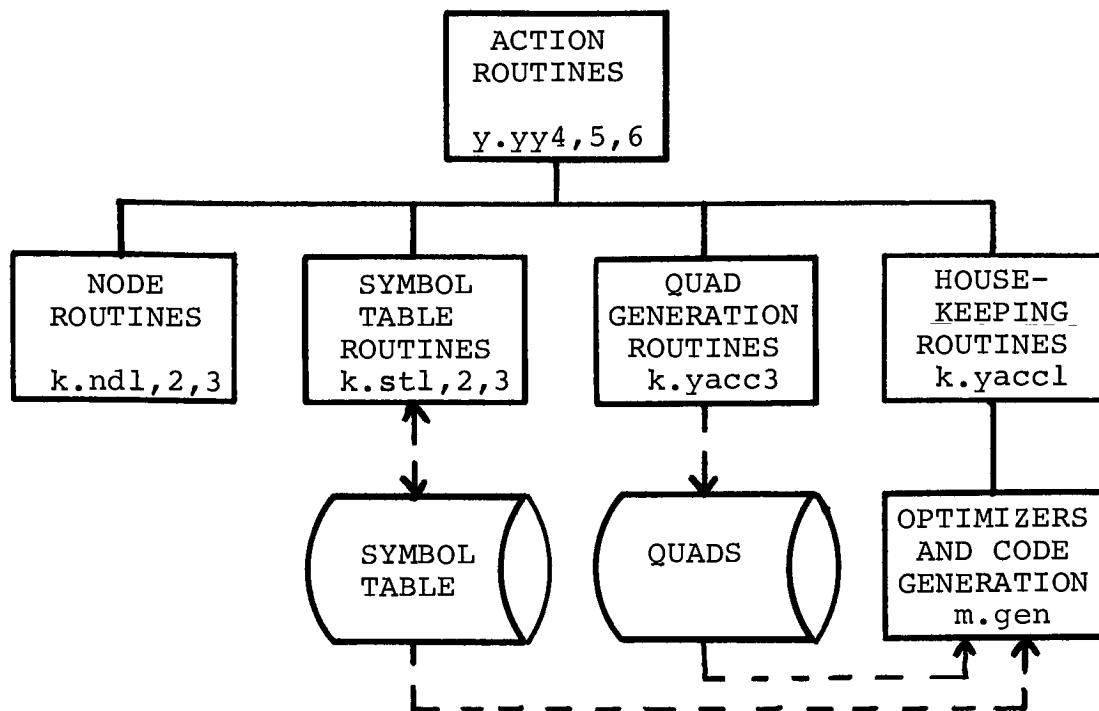 ACTION
ROUTINES
y.yy4,5,6
NODE
ROUTINES
k.nd1,2,3
SYMBOL
TABLE
ROUTINES
k.st1,2,3
QUAD
GENERATION
ROUTINES
k.yacc3
HOUSE-
KEEPING
ROUTINES
k.yacc1
SYMBOL
TABLE
QUADS
OPTIMIZERS
AND CODE
GENERATION
m.gen